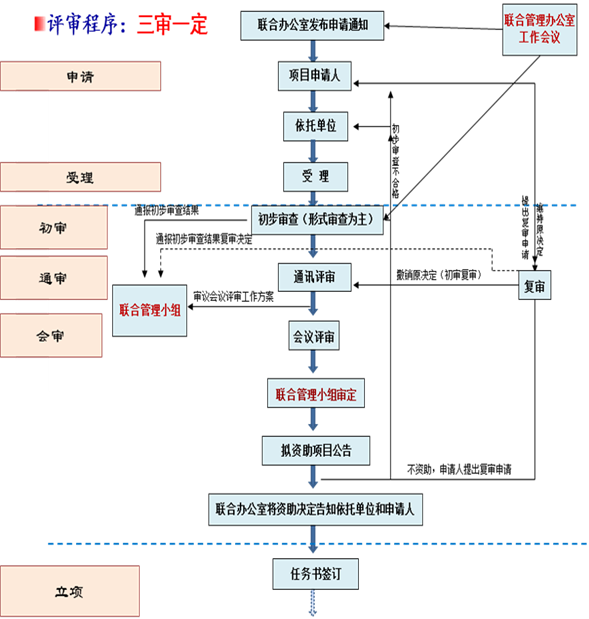 评审程序：三审一定
联合办公室发布申请通知
联合管理办公室
工作会议
申请
项目申请人
依托单位
初步审查不合格
受理
受 理
提出复审申请
维持原决定
通报初步审查结果
初步审查（形式审查为主）
初审
通报初步审查结果复审决定
通审
通讯评审
撤销原决定（初审复审）
复审
审议会议评审工作方案
联合管理小组
会审
会议评审
联合管理小组审定
拟资助项目公告
不资助，申请人提出复审申请
联合办公室将资助决定告知依托单位和申请人
立项
任务书签订